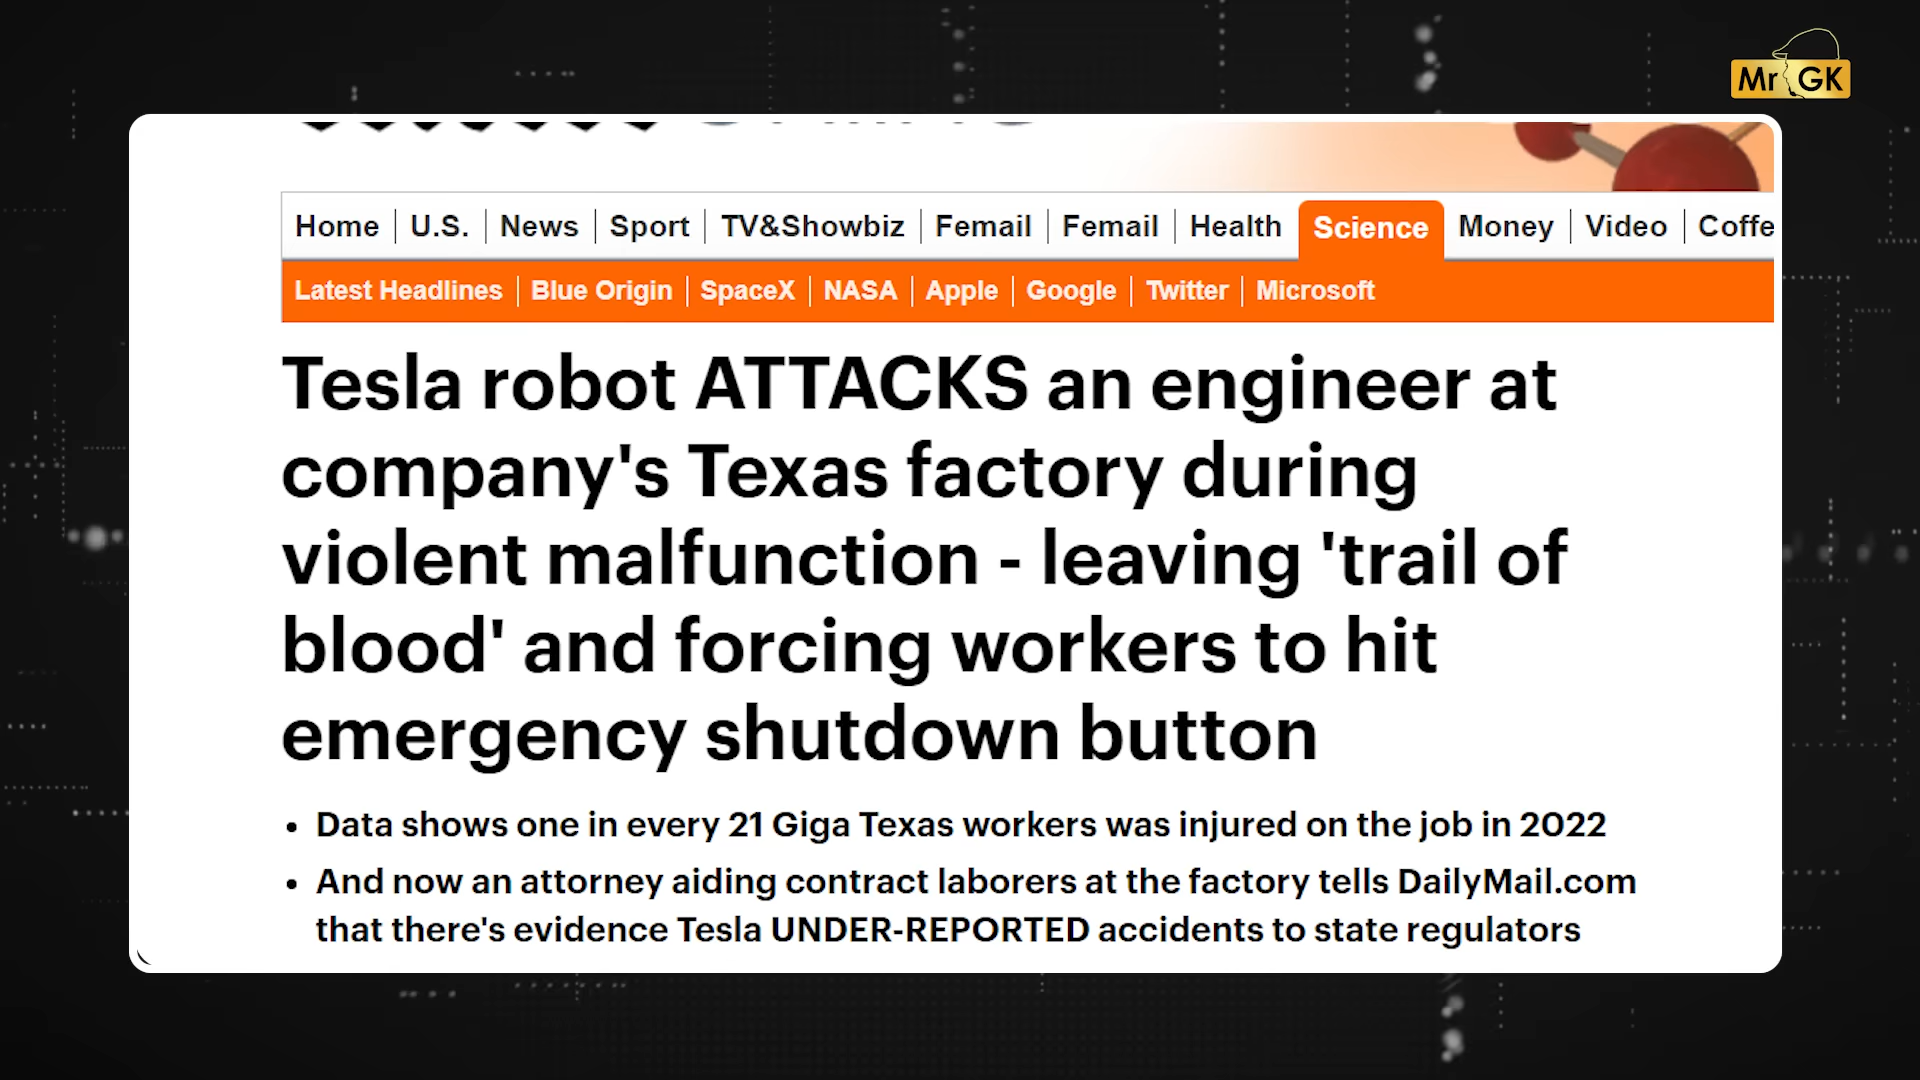 Mr GK
Home U.S. News Sport TV&Showbiz Femail Femail Health Science Money Video Coffe
Latest Headlines Blue Origin SpaceX NASA Apple Google Twitter Microsoft
Tesla robot ATTACKS an engineer at
company's Texas factory during
violent malfunction - leaving 'trail of
blood' and forcing workers to hit
emergency shutdown button
• Data shows one in every 21 Giga Texas workers was injured on the job in 2022
• And now an attorney aiding contract laborers at the factory tells DailyMail.com
that there's evidence Tesla UNDER-REPORTED accidents to state regulators